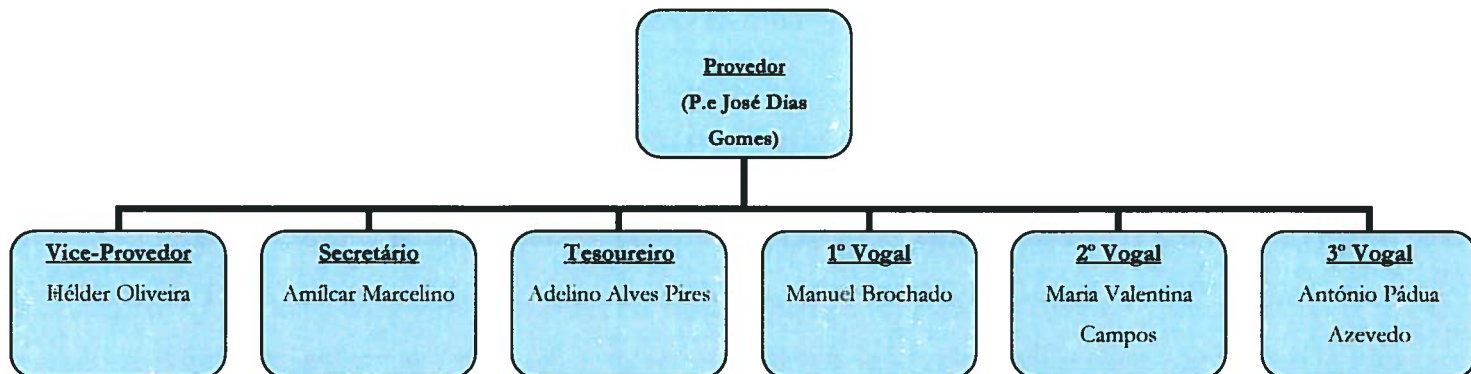 Provedor
(P.e José Dias
Gomes)
Vice-Provedor
Hélder Oliveira
Secretário
Amílcar Marcelino
Tesoureiro
Adelino Alves Pires
1º Vogal
Manuel Brochado
2º Vogal
Maria Valentina
Campos
3º Vogal
António Pádua
Azevedo